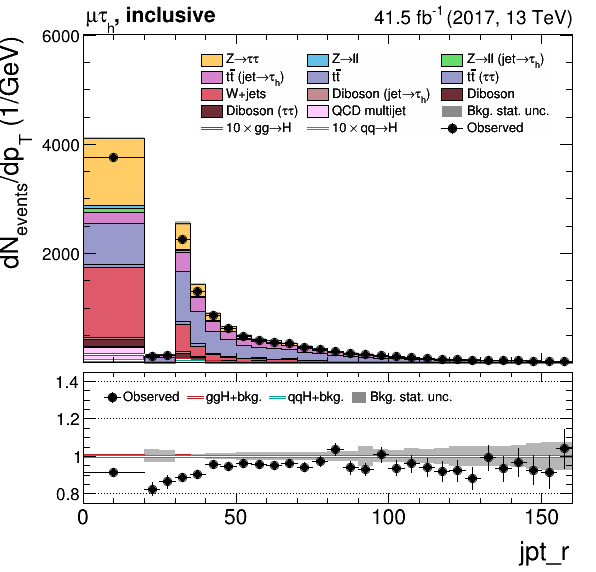 μτh, inclusive 41.5 fb⁻¹ (2017, 13 TeV)
dNevents/dpT (1/GeV)
6000
4000
2000
Z→ττ Z→ll Z→ll (jet→τh)
tt̄ (jet→τh) tt̄ tt̄ (ττ)
W+jets Diboson (jet→τh) Diboson
Diboson (ττ) QCD multijet Bkg. stat. unc.
10 × gg→H 10 × qq→H Observed
1.4
1.2
1
0.8
Observed ggH+bkg. qqH+bkg. Bkg. stat. unc.
0 50 100 150
jpt_r